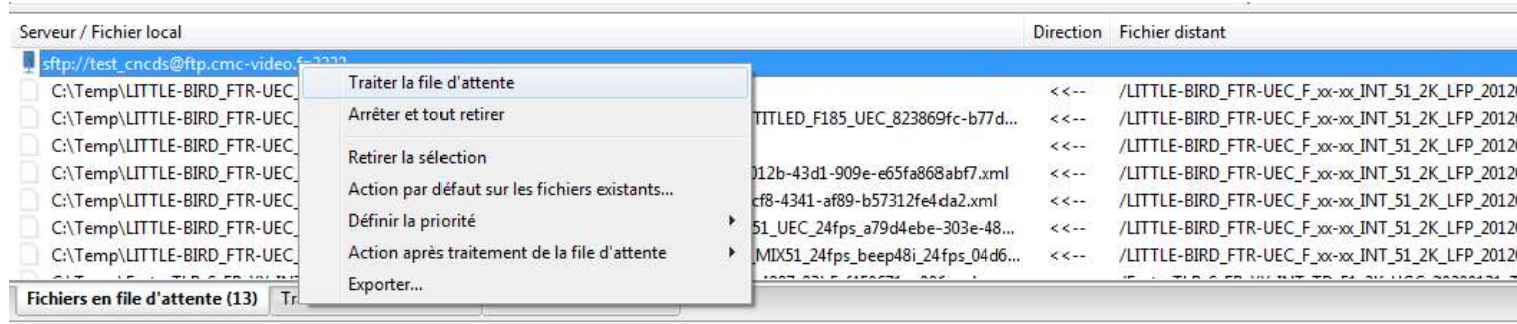 Serveur / Fichier local Direction Fichier distant
sftp://test_cncds@ftp.cmc-video.
Traiter la file d'attente
C:\Temp\LITTLE-BIRD_FTR-UEC_ <<-- /LITTLE-BIRD_FTR-UEC_F_xx-xx_INT_51_2K_LFP_2012
Arrêter et tout retirer
C:\Temp\LITTLE-BIRD_FTR-UEC_ TITLED_F185_UEC_823869fc-b77d... <<-- /LITTLE-BIRD_FTR-UEC_F_xx-xx_INT_51_2K_LFP_2012
C:\Temp\LITTLE-BIRD_FTR-UEC_ <<-- /LITTLE-BIRD_FTR-UEC_F_xx-xx_INT_51_2K_LFP_2012
Retirer la sélection
C:\Temp\LITTLE-BIRD_FTR-UEC_ 012b-43d1-909e-e65fa868abf7.xml <<-- /LITTLE-BIRD_FTR-UEC_F_xx-xx_INT_51_2K_LFP_2012
Action par défaut sur les fichiers existants...
C:\Temp\LITTLE-BIRD_FTR-UEC_ cf8-4341-af89-b57312fe4da2.xml <<-- /LITTLE-BIRD_FTR-UEC_F_xx-xx_INT_51_2K_LFP_2012
Définir la priorité
C:\Temp\LITTLE-BIRD_FTR-UEC_ 51_UEC_24fps_a79d4ebe-303e-48... <<-- /LITTLE-BIRD_FTR-UEC_F_xx-xx_INT_51_2K_LFP_2012
Action après traitement de la file d'attente
C:\Temp\LITTLE-BIRD_FTR-UEC_ _MIX51_24fps_beep48i_24fps_04d6... <<-- /LITTLE-BIRD_FTR-UEC_F_xx-xx_INT_51_2K_LFP_2012
Exporter...
Fichiers en file d'attente (13) Tr